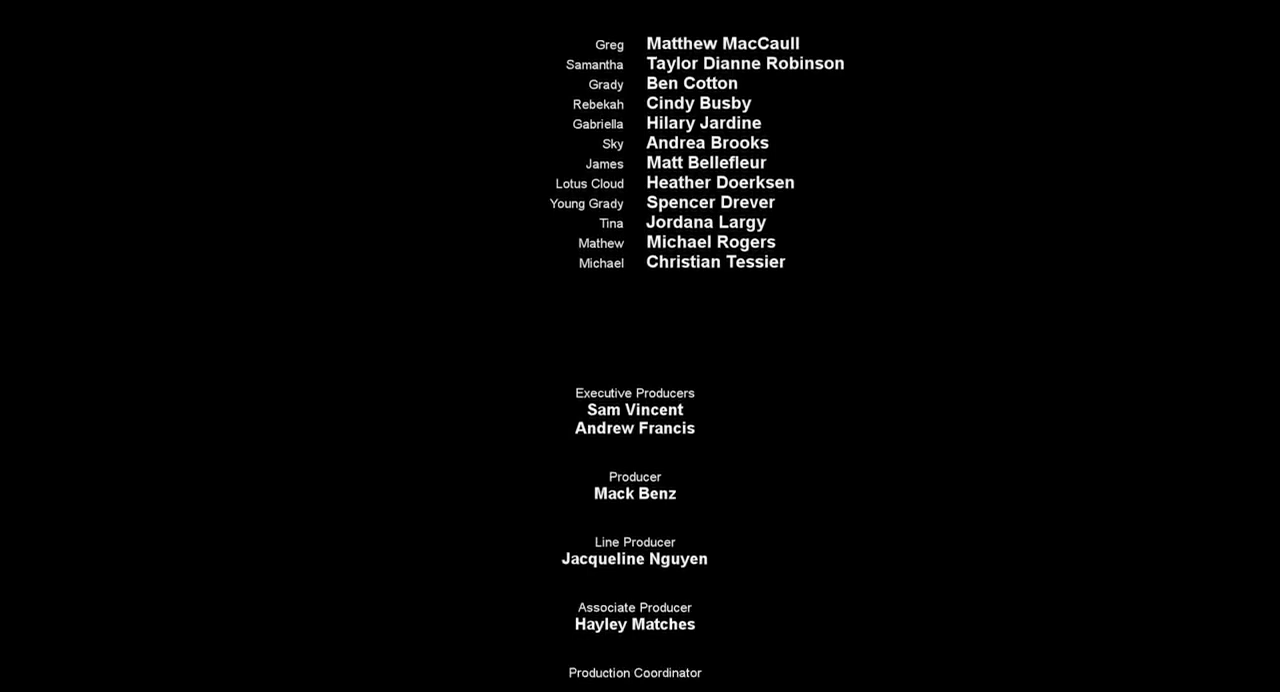 Greg Matthew MacCaull
Samantha Taylor Dianne Robinson
Grady Ben Cotton
Rebekah Cindy Busby
Gabriella Hilary Jardine
Sky Andrea Brooks
James Matt Bellefleur
Lotus Cloud Heather Doerksen
Young Grady Spencer Drever
Tina Jordana Largy
Mathew Michael Rogers
Michael Christian Tessier
Executive Producers
Sam Vincent
Andrew Francis
Producer
Mack Benz
Line Producer
Jacqueline Nguyen
Associate Producer
Hayley Matches
Production Coordinator